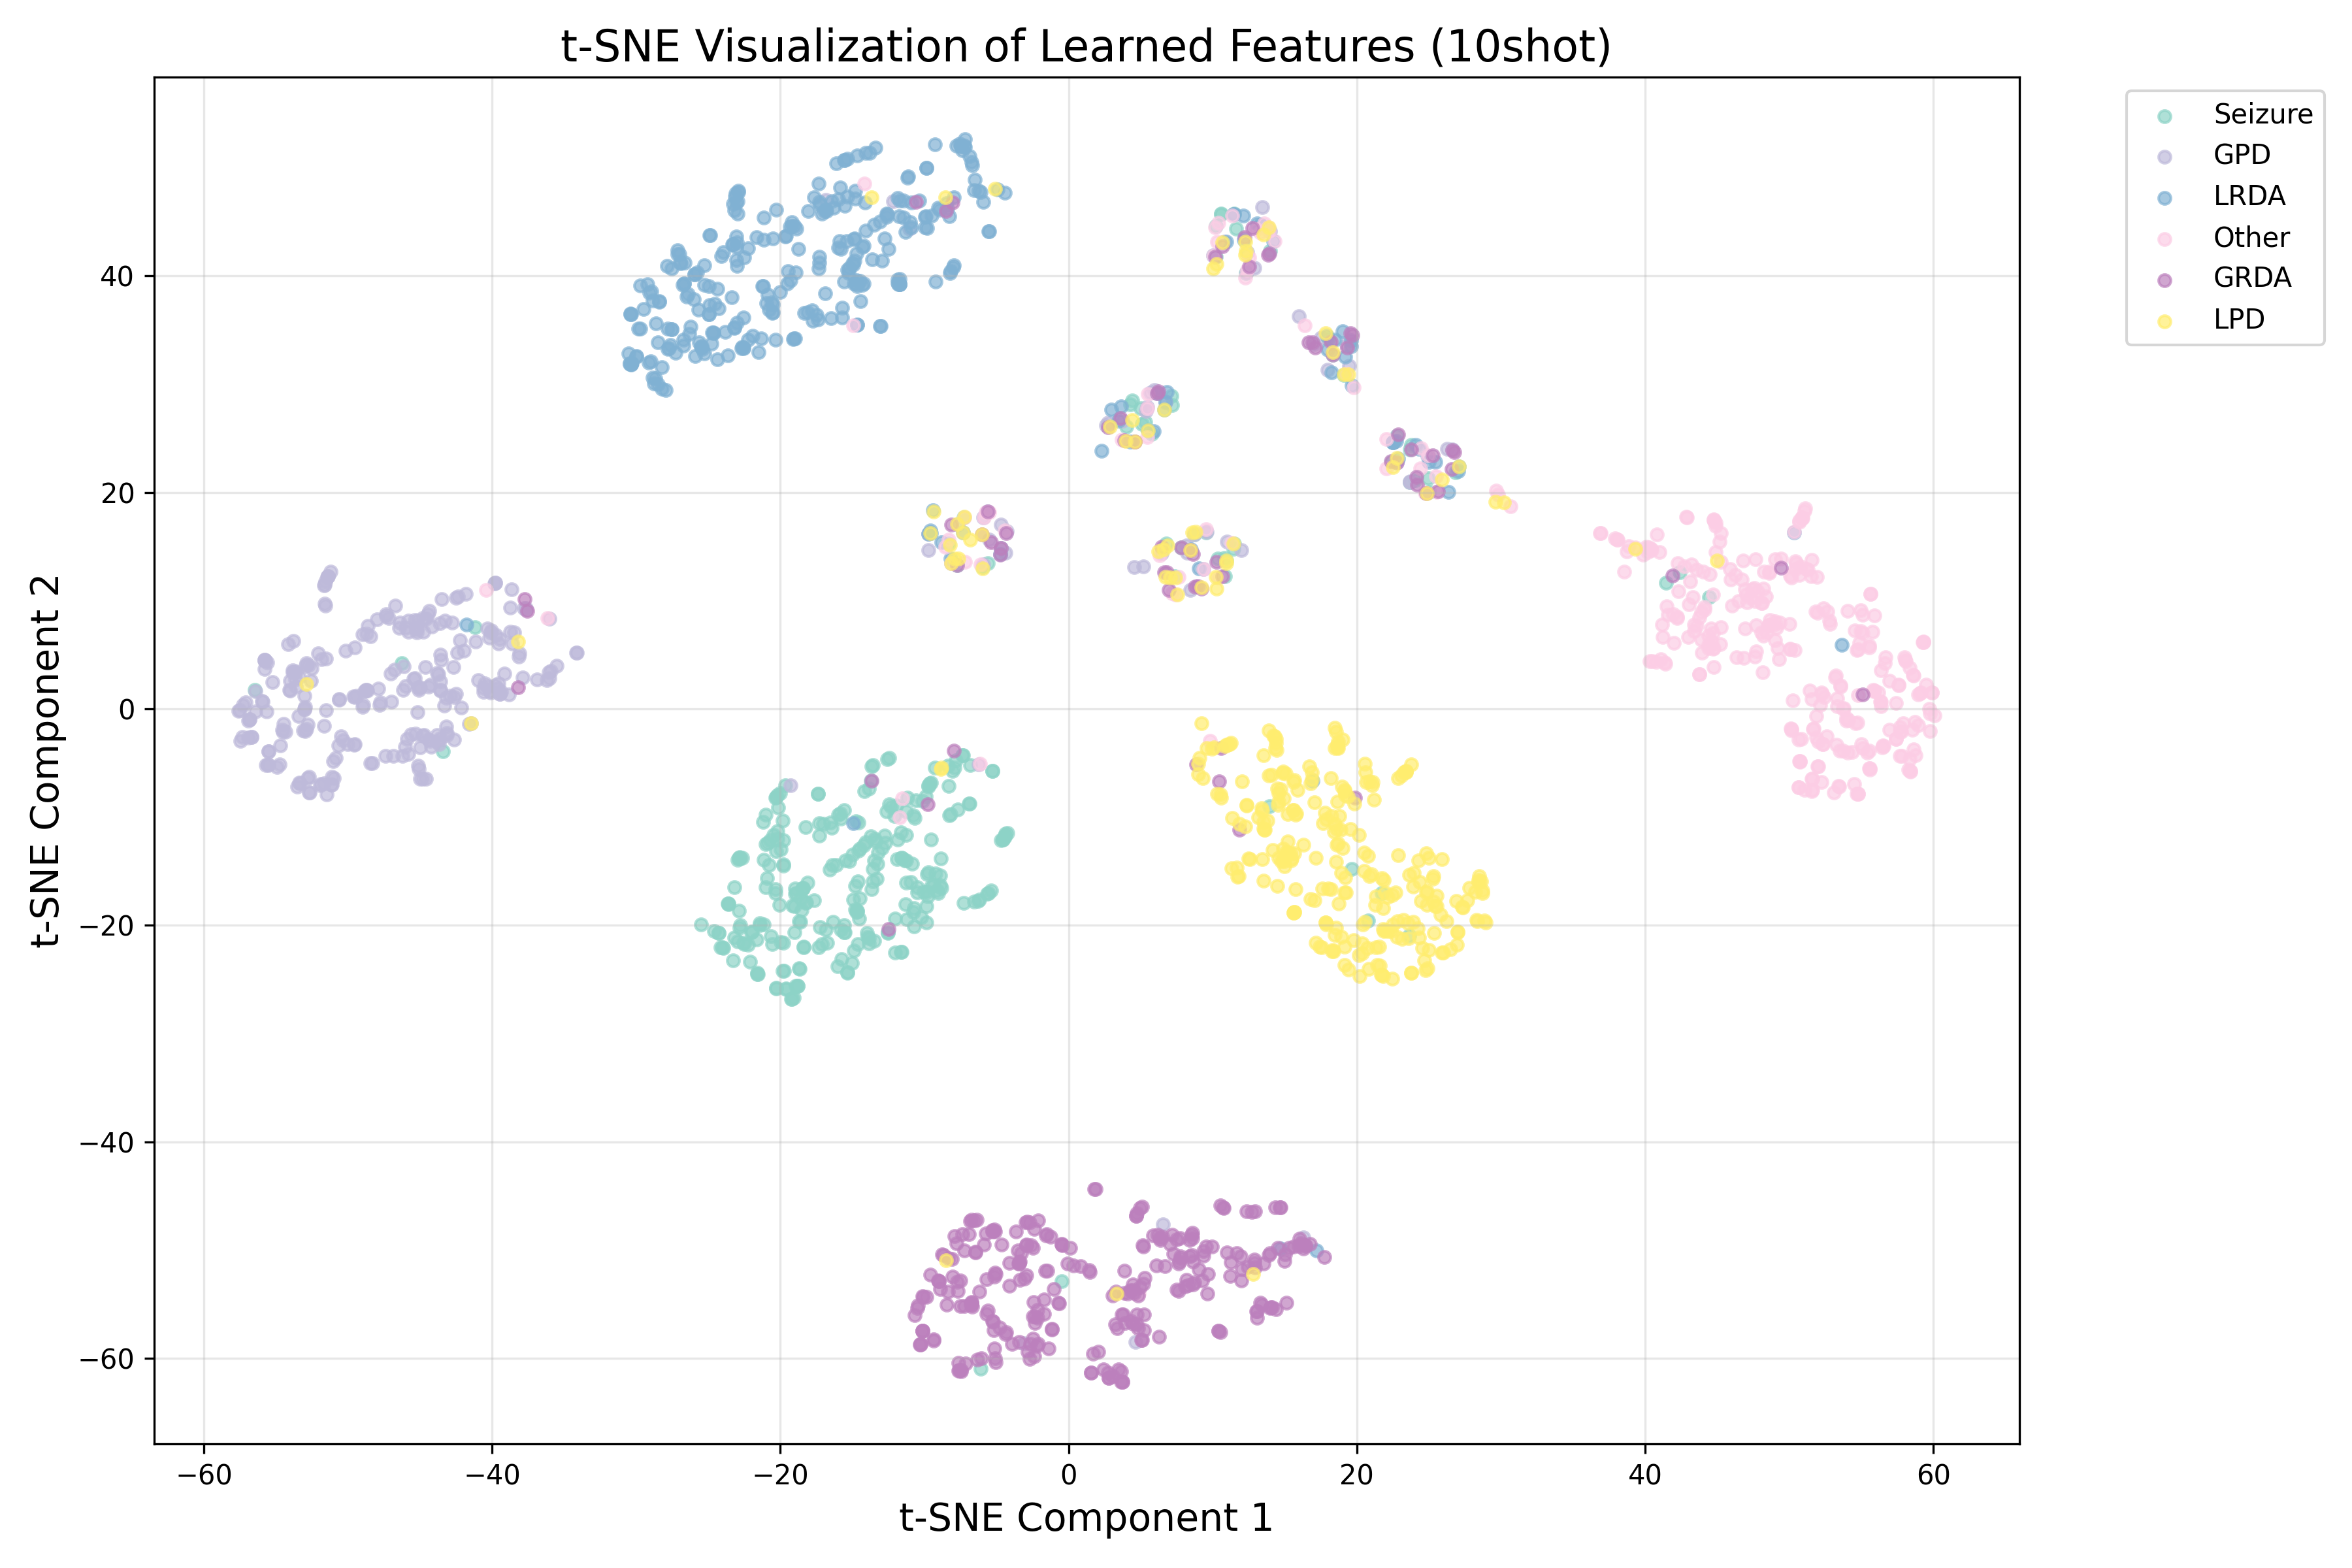 t-SNE Visualization of Learned Features (10shot)
Seizure
GPD
LRDA
Other
GRDA
LPD
40
20
0
−20
−40
−60
t-SNE Component 2
−60
−40
−20
0
20
40
60
t-SNE Component 1